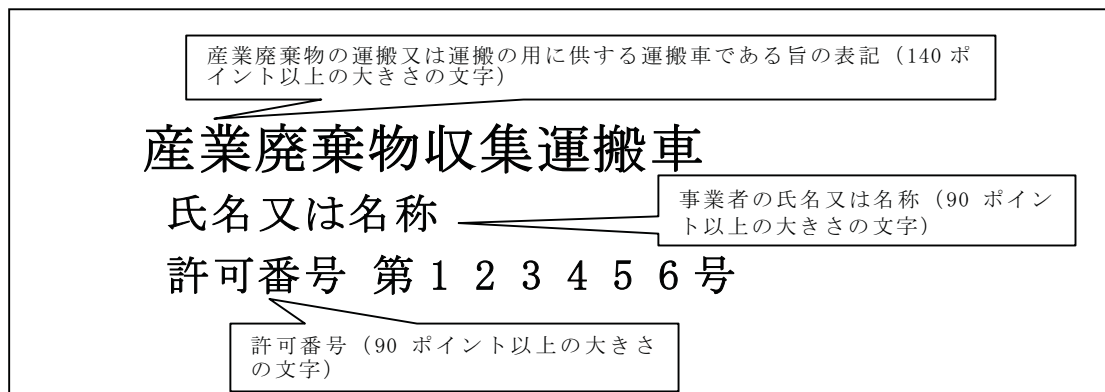 産業廃棄物の運搬又は運搬の用に供する運搬車である旨の表記（140 ポ
イント以上の大きさの文字）
産業廃棄物収集運搬車
氏名又は名称
事業者の氏名又は名称（90 ポイン
ト以上の大きさの文字）
許可番号 第１２３４５６号
許可番号（90 ポイント以上の大きさ
の文字）